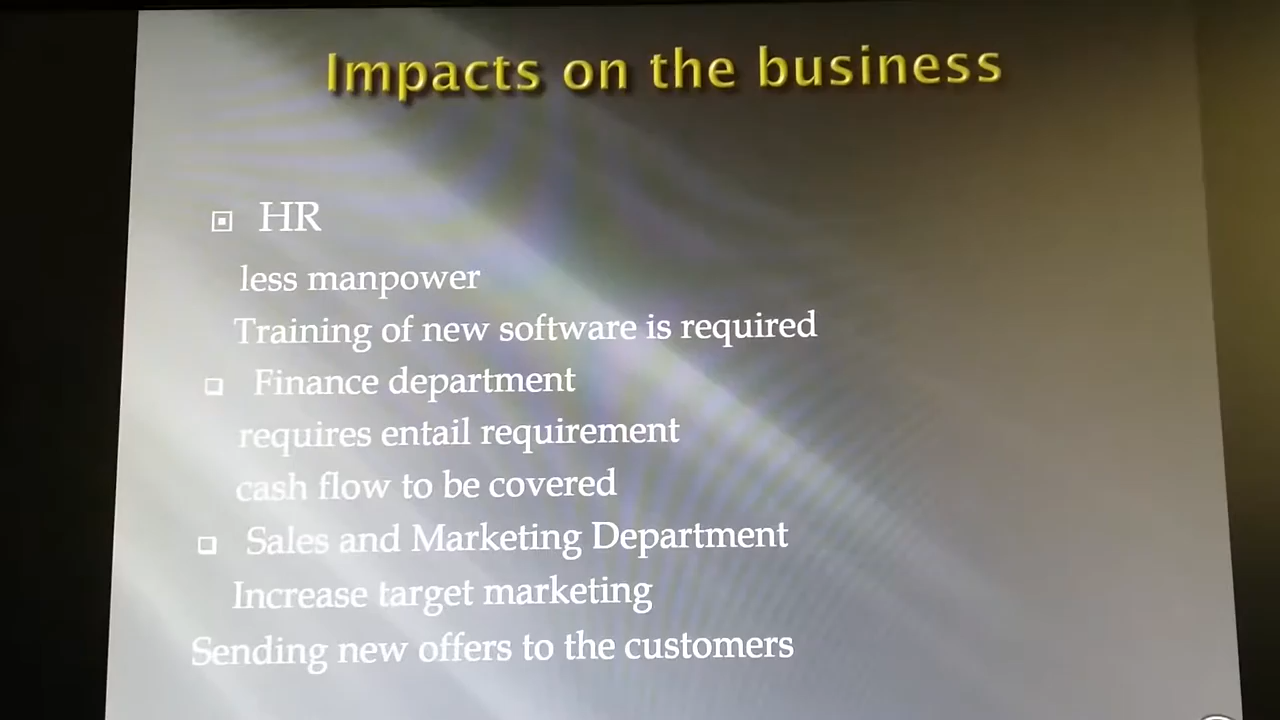 Impacts on the business
HR
less manpower
Training of new software is required
Finance department
requires entail requirement
cash flow to be covered
Sales and Marketing Department
Increase target marketing
Sending new offers to the customers